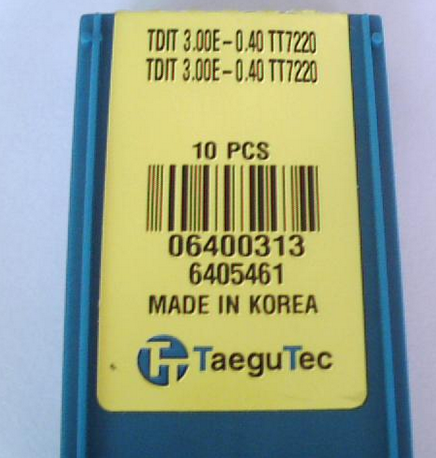 TDIT 3.00E-0.40 TT7220
TDIT 3.00E-0.40 TT7220
10 PCS
06400313
6405461
MADE IN KOREA
TaeguTec